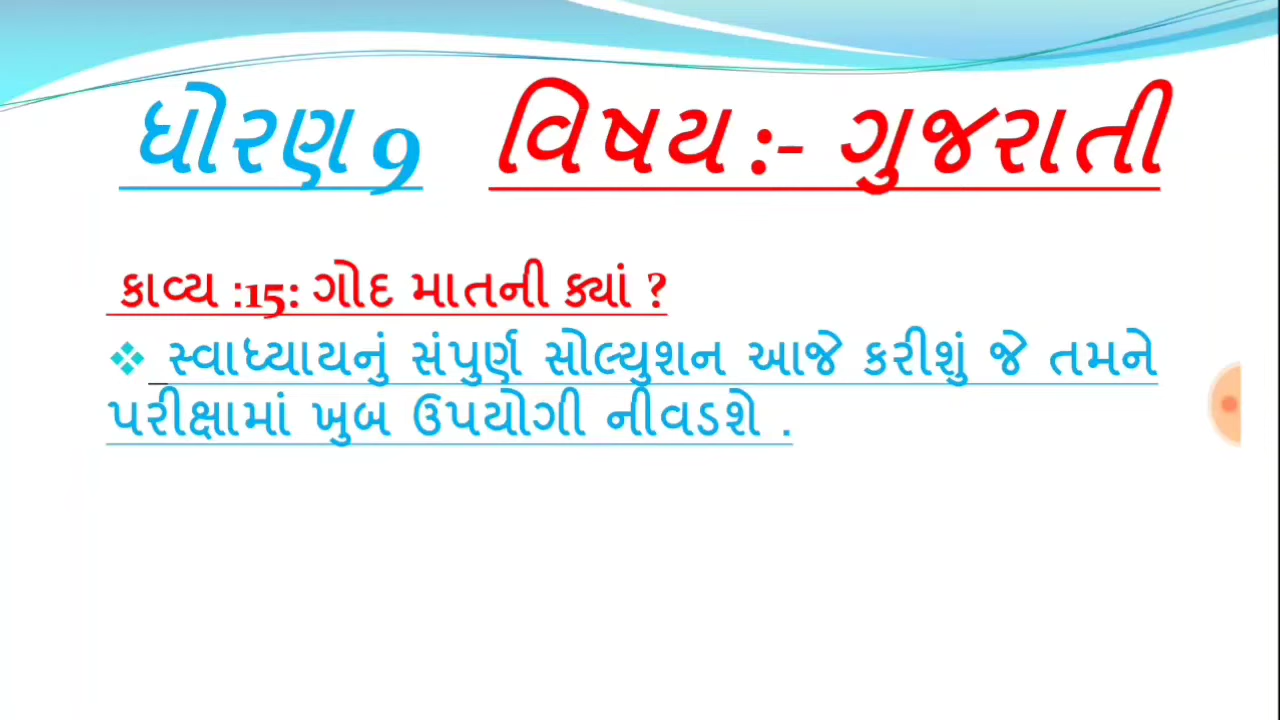 ધોરણ 9 વિષય :- ગુજરાતી
કાવ્ય :15: ગોદ માતની ક્યાં ?
❖ સ્વાધ્યાયનું સંપુર્ણ સોલ્યુશન આજે કરીશું જે તમને
પરીક્ષામાં ખુબ ઉપયોગી નીવડશે .